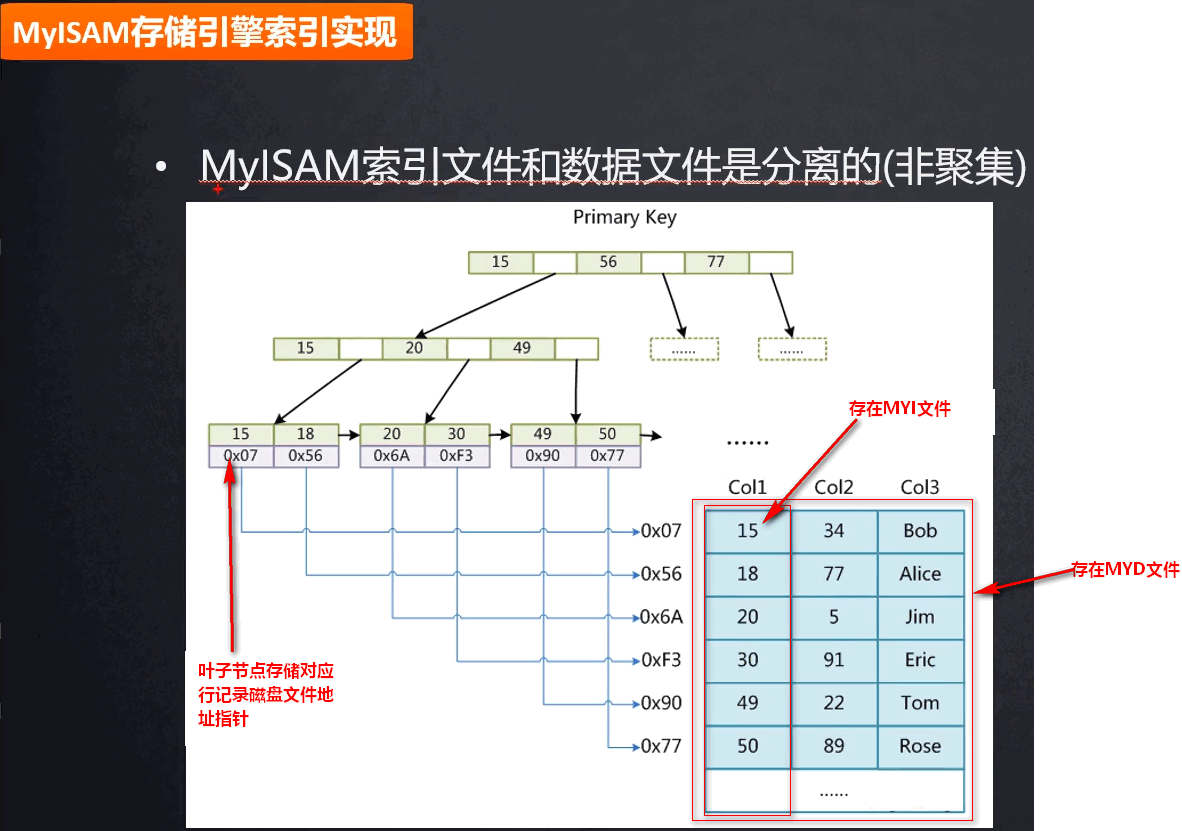 MyISAM存储引擎索引实现
• MyISAM索引文件和数据文件是分离的(非聚集)
Primary Key
15 56 77
15 20 49
...... ......
15 18 20 30 49 50
0x07 0x56 0x6A 0xF3 0x90 0x77
......
存在MYI文件
Col1 Col2 Col3
0x07 15 34 Bob
0x56 18 77 Alice
存在MYD文件
0x6A 20 5 Jim
0xF3 30 91 Eric
0x90 49 22 Tom
0x77 50 89 Rose
......
叶子节点存储对应
行记录磁盘文件地
址指针